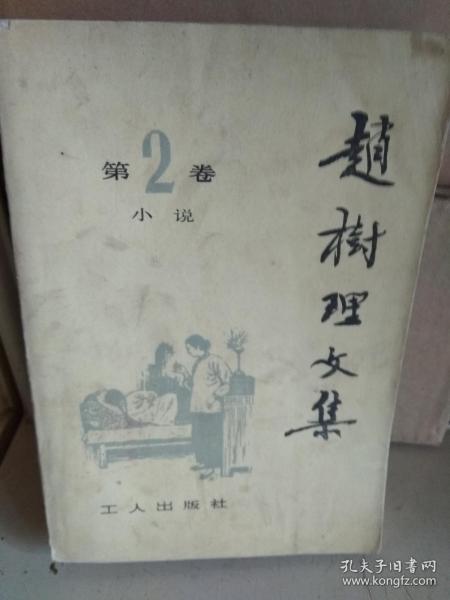 趙樹理文集
第2卷
小说
工人出版社
孔夫子旧书网
www.kongfz.com